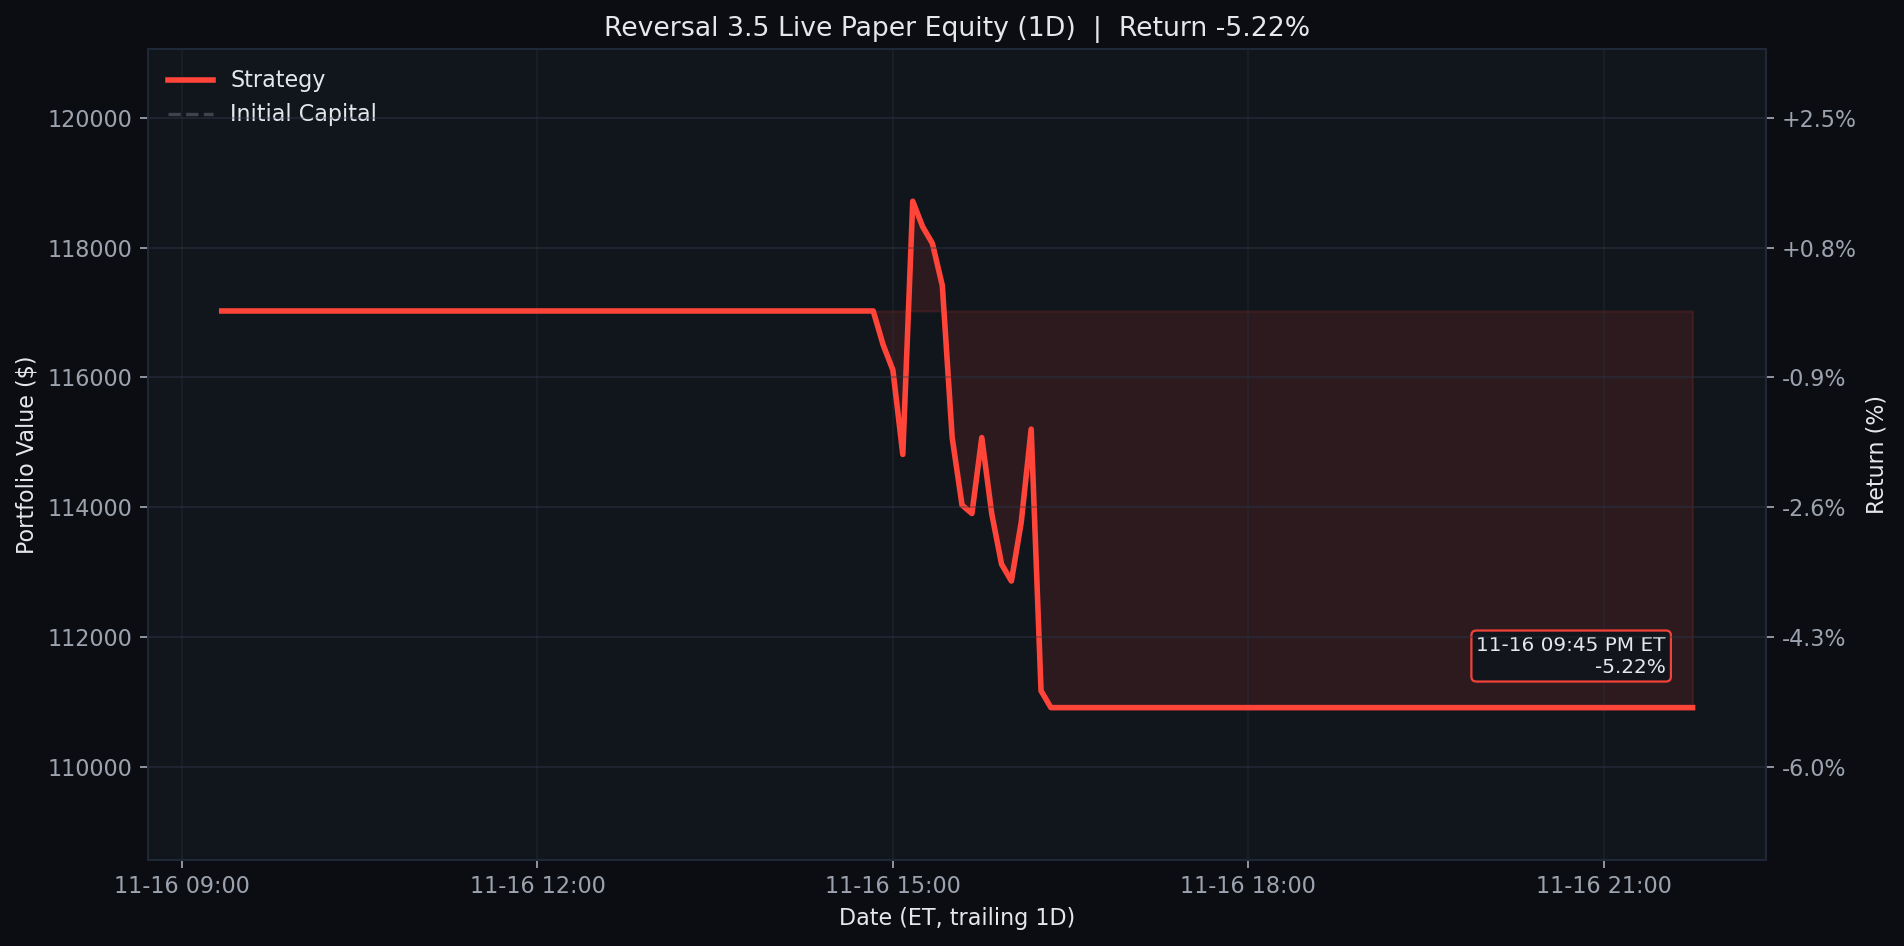 Reversal 3.5 Live Paper Equity (1D)  |  Return -5.22%
Strategy
Initial Capital
Portfolio Value ($)
120000
118000
116000
114000
112000
110000
+2.5%
+0.8%
-0.9%
-2.6%
-4.3%
-6.0%
Return (%)
11-16 09:45 PM ET
-5.22%
11-16 09:00
11-16 12:00
11-16 15:00
11-16 18:00
11-16 21:00
Date (ET, trailing 1D)